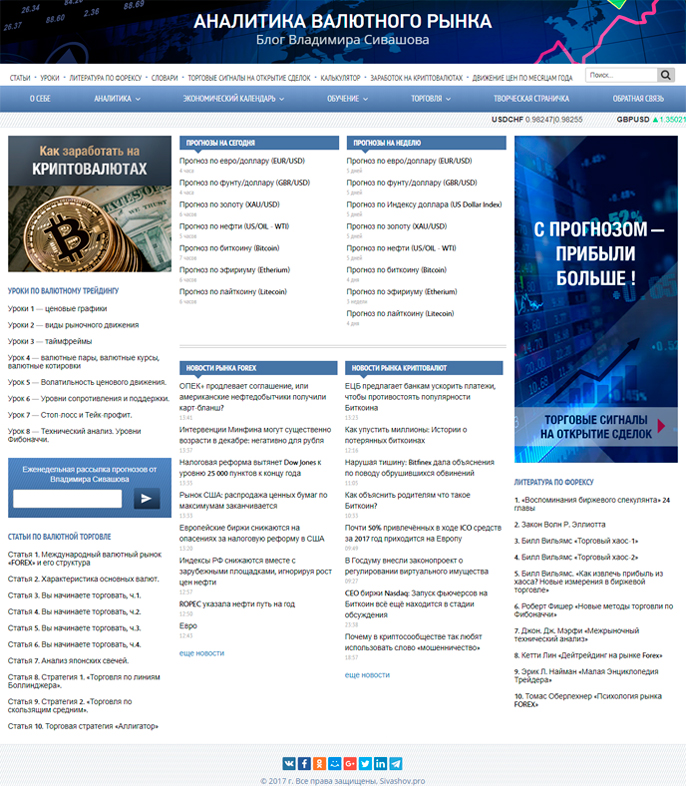 АНАЛИТИКА ВАЛЮТНОГО РЫНКА
Блог Владимира Сивашова
СТАТЬИ - УРОКИ - ЛИТЕРАТУРА ПО ФОРЕКСУ - СЛОВАРИ - ТОРГОВЫЕ СИГНАЛЫ НА ОТКРЫТИЕ СДЕЛОК - КАЛЬКУЛЯТОР - ЗАРАБОТОК НА КРИПТОВАЛЮТАХ - ДВИЖЕНИЕ ЦЕН ПО МЕСЯЦАМ ГОДА
Поиск...
О СЕБЕ АНАЛИТИКА ЭКОНОМИЧЕСКИЙ КАЛЕНДАРЬ ОБУЧЕНИЕ ТОРГОВЛЯ ТВОРЧЕСКАЯ СТРАНИЧКА ОБРАТНАЯ СВЯЗЬ
USDCHF 0.98247|0.98255 GBPUSD ▲1.35021
Как заработать на
КРИПТОВАЛЮТАХ
УРОКИ ПО ВАЛЮТНОМУ ТРЕЙДИНГУ
Уроки 1 — ценовые графики
Уроки 2 — виды рыночного движения
Уроки 3 — таймфреймы
Урок 4 — валютные пары, валютные курсы,
валютные котировки
Урок 5 — Волатильность ценового движения.
Урок 6 — Уровни сопротивления и поддержки.
Урок 7 — Стоп-лосс и Тейк-профит.
Урок 8 — Технический анализ. Уровни
Фибоначчи.
Еженедельная рассылка прогнозов от
Владимира Сивашова
СТАТЬИ ПО ВАЛЮТНОЙ ТОРГОВЛЕ
Статья 1. Международный валютный рынок
«FOREX» и его структура
Статья 2. Характеристика основных валют.
Статья 3. Вы начинаете торговать, ч.1.
Статья 4. Вы начинаете торговать, ч.2.
Статья 5. Вы начинаете торговать, ч.3.
Статья 6. Вы начинаете торговать, ч.4.
Статья 7. Анализ японских свечей.
Статья 8. Стратегия 1. «Торговля по линиям
Боллинджера».
Статья 9. Стратегия 2. «Торговля по
скользящим средним».
Статья 10. Торговая стратегия «Аллигатор»
ПРОГНОЗЫ НА СЕГОДНЯ
Прогноз по евро/доллару (EUR/USD)
4 часа
Прогноз по фунту/доллару (GBR/USD)
4 часа
Прогноз по золоту (XAU/USD)
6 часов
Прогноз по нефти (US/OIL - WTI)
5 часов
Прогноз по биткоину (Bitcoin)
7 часов
Прогноз по эфириуму (Etherium)
6 часов
Прогноз по лайткоину (Litecoin)
6 часов
ПРОГНОЗЫ НА НЕДЕЛЮ
Прогноз по евро/доллару (EUR/USD)
5 дней
Прогноз по фунту/доллару (GBR/USD)
5 дней
Прогноз по Индексу доллара (US Dollar Index)
5 дней
Прогноз по золоту (XAU/USD)
5 дней
Прогноз по нефти (US/OIL - WTI)
5 дней
Прогноз по биткоину (Bitcoin)
4 дня
Прогноз по эфириуму (Etherium)
3 недели
Прогноз по лайткоину (Litecoin)
4 дня
НОВОСТИ РЫНКА FOREX
ОПЕК+ продлевает соглашение, или
американские нефтедобытчики получили
карт-бланш?
13:41
Интервенции Минфина могут существенно
возрасти в декабре: негативно для рубля
13:37
Налоговая реформа вытянет Dow Jones к
уровню 25 000 пунктов к концу года
13:35
Рынок США: распродажа ценных бумаг по
максимумам заканчивается
13:33
Европейские биржи снижаются на
опасениях за налоговую реформу в США
13:20
Индексы РФ снижаются вместе с
зарубежными площадками, игнорируя рост
цен нефти
12:57
ROPEC указала нефти путь на год
12:50
Евро
12:43
еще новости
НОВОСТИ РЫНКА КРИПТОВАЛЮТ
ЕЦБ предлагает банкам ускорить платежи,
чтобы противостоять популярности
Биткоина
13:23
Как упустить миллионы: Истории о
потерянных биткоинах
12:16
Нарушая тишину: Bitfinex дала объяснения
по поводу обрушившихся обвинений
11:05
Как объяснить родителям что такое
Биткоин?
10:33
Почти 50% привлечённых в ходе ICO средств
за 2017 год приходится на Европу
09:49
В Госдуму внесли законопроект о
регулировании виртуального имущества
09:27
CEO биржи Nasdaq: Запуск фьючерсов на
Биткоин всё ещё находится в стадии
обсуждения
23:38
Почему в криптосообществе так любят
использовать слово «мошенничество»
18:57
еще новости
С ПРОГНОЗОМ —
ПРИБЫЛИ
БОЛЬШЕ !
ТОРГОВЫЕ СИГНАЛЫ
НА ОТКРЫТИЕ СДЕЛОК
ЛИТЕРАТУРА ПО ФОРЕКСУ
1. «Воспоминания биржевого спекулянта» 24
главы
2. Закон Волн Р. Эллиотта
3. Билл Вильямс «Торговый хаос-1»
4. Билл Вильямс «Торговый хаос-2»
5. Билл Вильямс. «Как извлечь прибыль из
хаоса? Новые измерения в биржевой
торговле»
6. Роберт Фишер «Новые методы торговли по
Фибоначчи»
7. Джон. Дж. Мэрфи «Межрыночный
технический анализ»
8. Кетти Лин «Дейтрейдинг на рынке Forex»
9. Эрик Л. Найман «Малая Энциклопедия
Трейдера»
10. Томас Оберлехнер «Психология рынка
FOREX»
© 2017 г. Все права защищены, Sivashov.pro